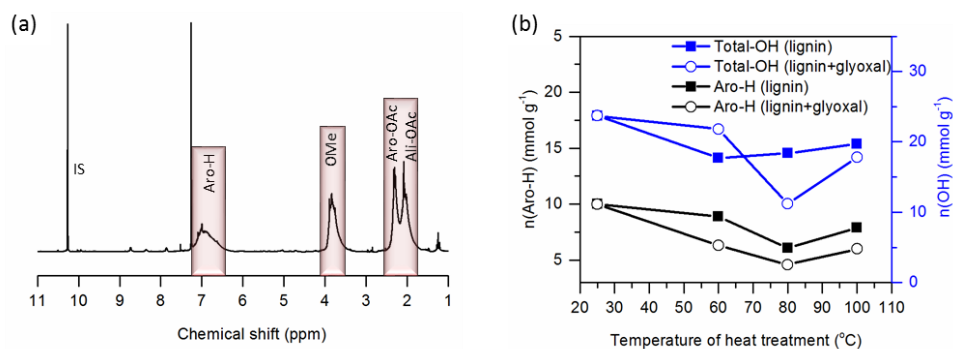 (a)
IS
Aro-H
OMe
Aro-OAc
Ali-OAc
11 10 9 8 7 6 5 4 3 2 1
Chemical shift (ppm)
(b)
Total-OH (lignin)
Total-OH (lignin+glyoxal)
Aro-H (lignin)
Aro-H (lignin+glyoxal)
n(Aro-H) (mmol g⁻¹)
5
20
15
10
5
n(OH) (mmol g⁻¹)
30
20
10
0
20 30 40 50 60 70 80 90 100 110
Temperature of heat treatment (°C)